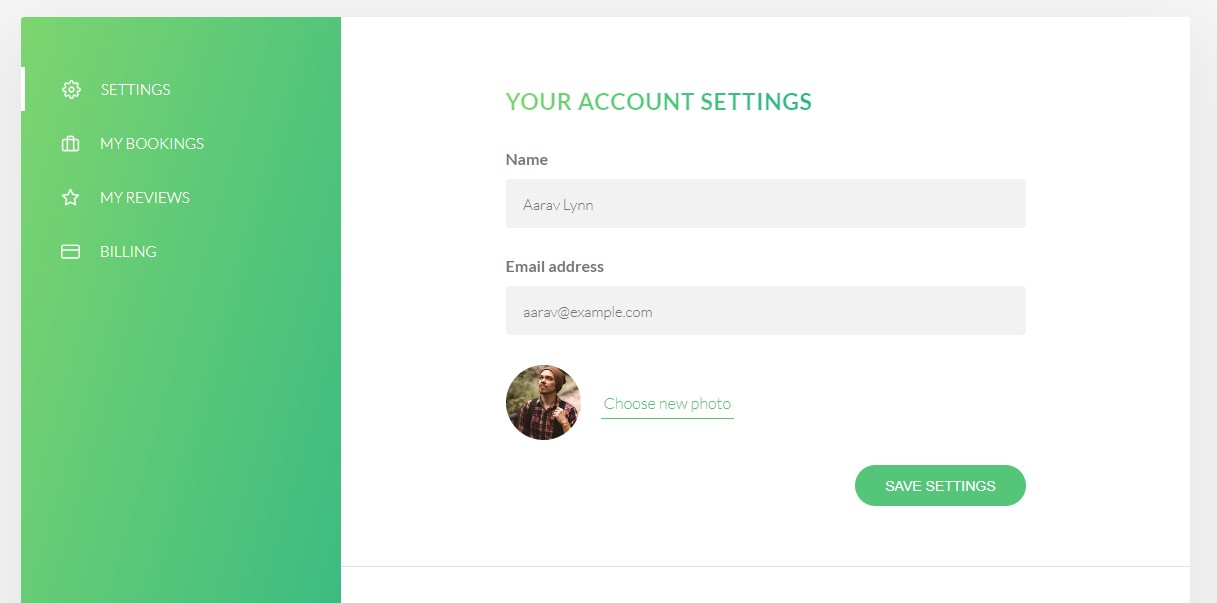 SETTINGS
MY BOOKINGS
MY REVIEWS
BILLING
YOUR ACCOUNT SETTINGS
Name
Aarav Lynn
Email address
aarav@example.com
Choose new photo
SAVE SETTINGS